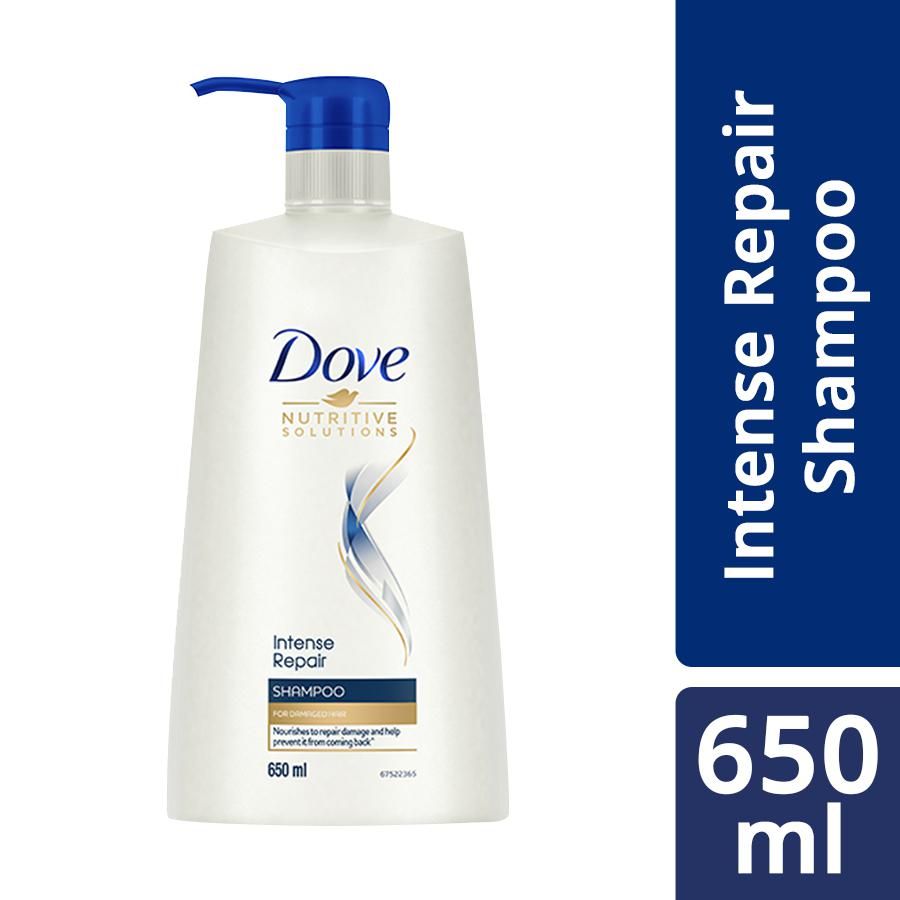 Dove
NUTRITIVE
SOLUTIONS
Intense
Repair
SHAMPOO
FOR DAMAGED HAIR
Nourishes to repair damage and help
prevent it from coming back^
650 ml
67522365
Intense Repair
Shampoo
650
ml